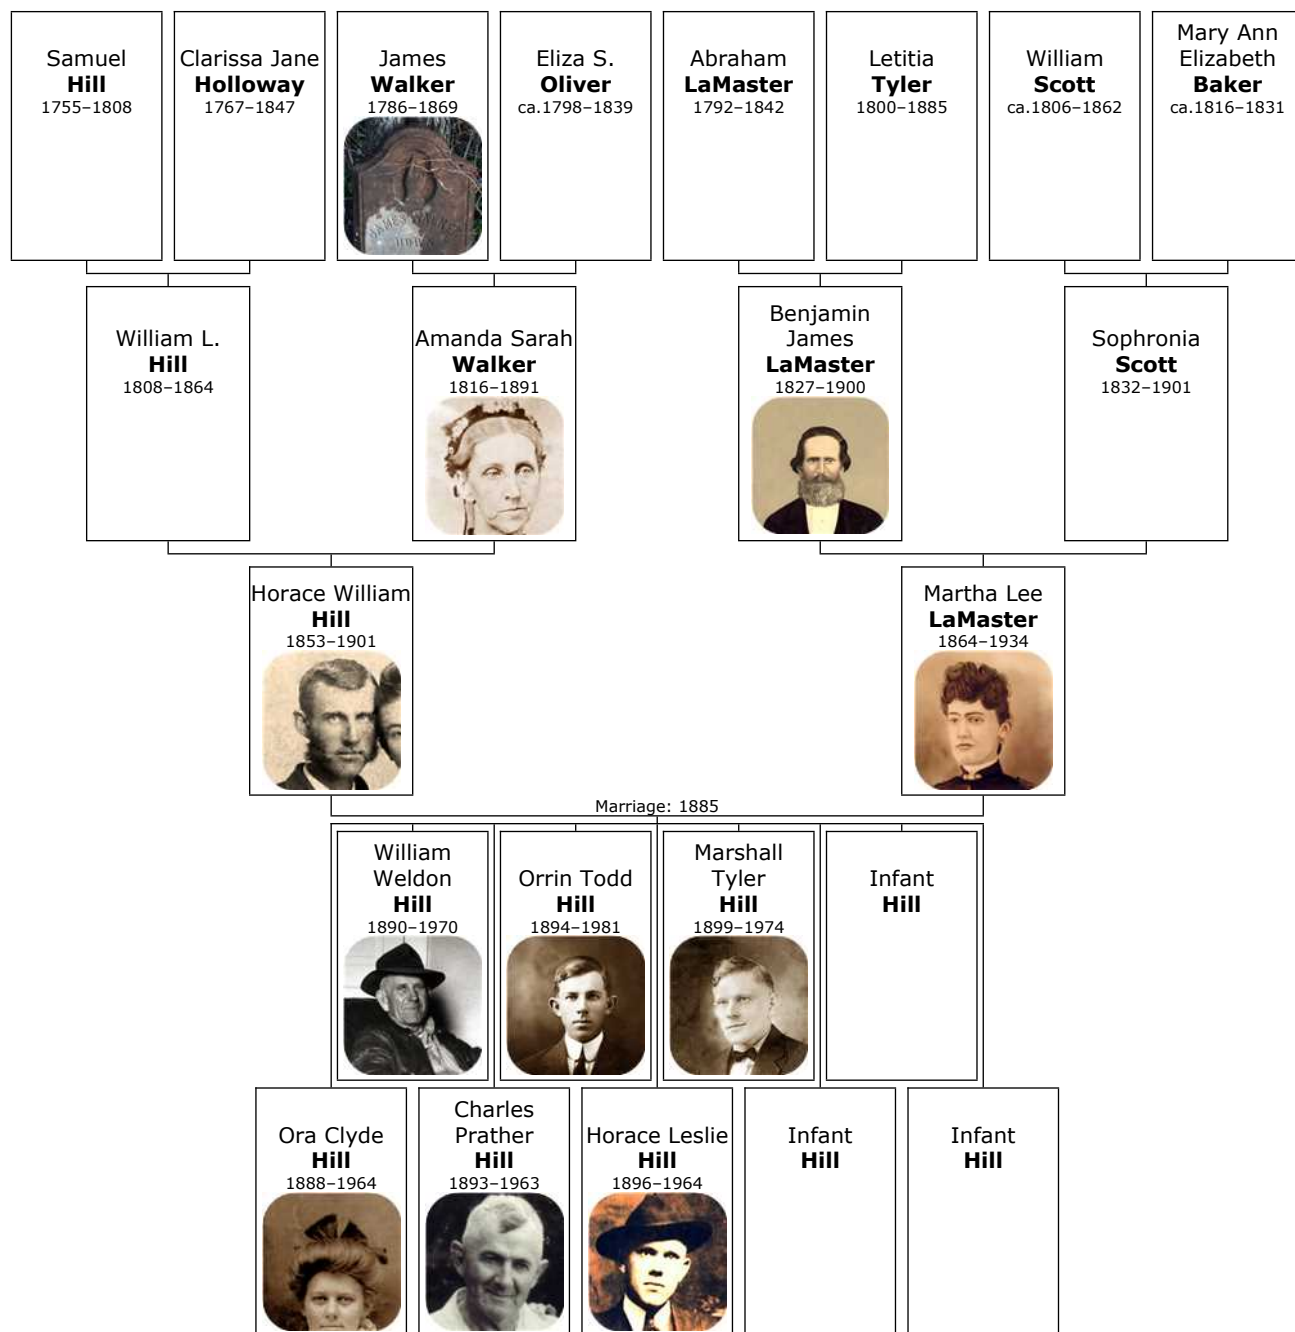 Samuel
Hill
1755–1808
Clarissa Jane
Holloway
1767–1847
James
Walker
1786–1869
Eliza S.
Oliver
ca.1798–1839
Abraham
LaMaster
1792–1842
Letitia
Tyler
1800–1885
William
Scott
ca.1806–1862
Mary Ann
Elizabeth
Baker
ca.1816–1831
William L.
Hill
1808–1864
Amanda Sarah
Walker
1816–1891
Benjamin
James
LaMaster
1827–1900
Sophronia
Scott
1832–1901
Horace William
Hill
1853–1901
Martha Lee
LaMaster
1864–1934
Marriage: 1885
William
Weldon
Hill
1890–1970
Orrin Todd
Hill
1894–1981
Marshall
Tyler
Hill
1899–1974
Infant
Hill
Ora Clyde
Hill
1888–1964
Charles
Prather
Hill
1893–1963
Horace Leslie
Hill
1896–1964
Infant
Hill
Infant
Hill